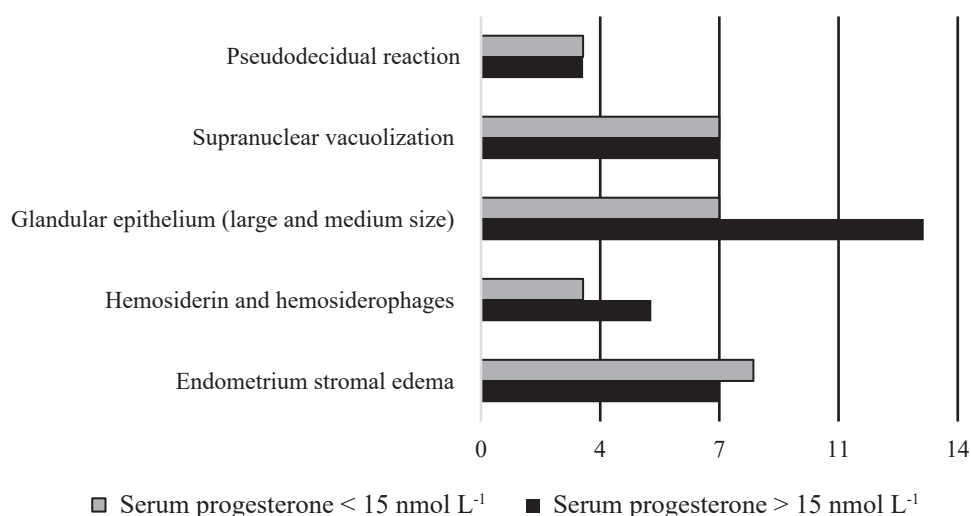 Pseudodecidual reaction
Supranuclear vacuolization
Glandular epithelium (large and medium size)
Hemosiderin and hemosiderophages
Endometrium stromal edema
0 4 7 11 14
Serum progesterone < 15 nmol L⁻¹ Serum progesterone > 15 nmol L⁻¹